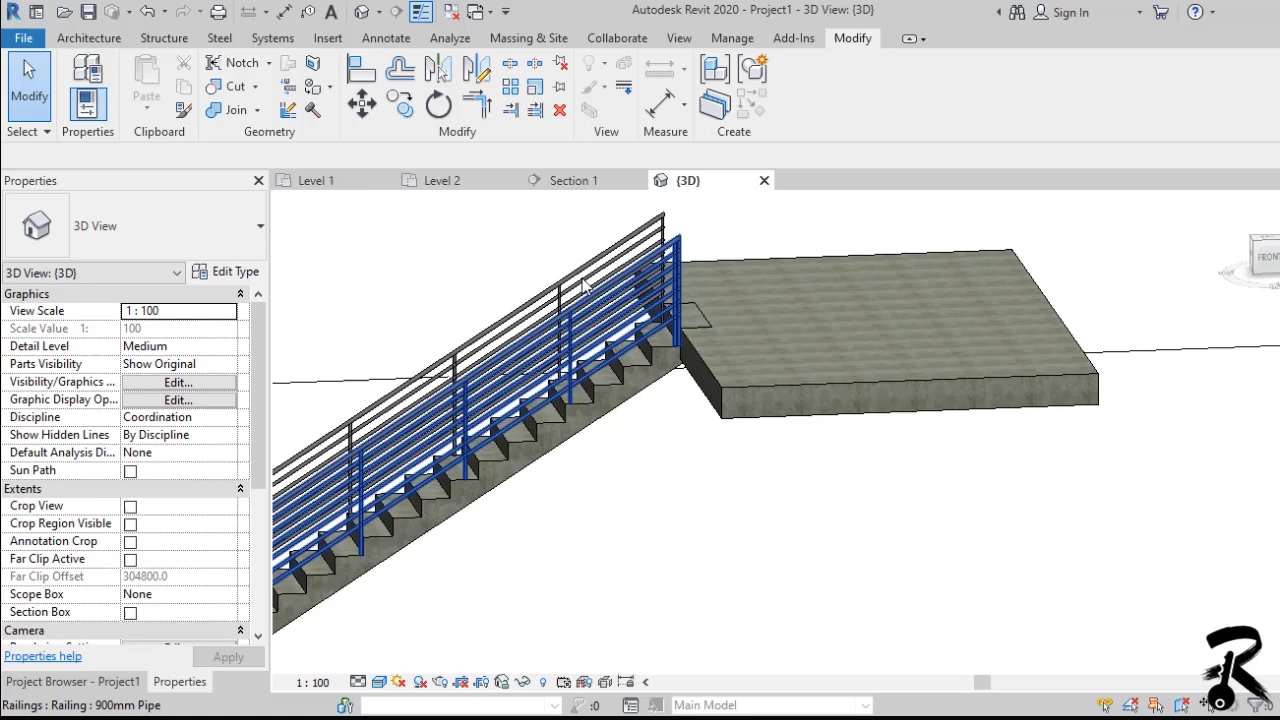 Autodesk Revit 2020 - Project1 - 3D View: {3D}
Sign In
File Architecture Structure Steel Systems Insert Annotate Analyze Massing & Site Collaborate View Manage Add-Ins Modify
Modify
Paste
Notch
Cut
Join
Select Properties Clipboard Geometry Modify View Measure Create
Properties
Level 1 Level 2 Section 1 {3D}
3D View
3D View: {3D} Edit Type
Graphics
View Scale 1 : 100
Scale Value 1: 100
Detail Level Medium
Parts Visibility Show Original
Visibility/Graphics ... Edit...
Graphic Display Op... Edit...
Discipline Coordination
Show Hidden Lines By Discipline
Default Analysis Di... None
Sun Path
Extents
Crop View
Crop Region Visible
Annotation Crop
Far Clip Active
Far Clip Offset 304800.0
Scope Box None
Section Box
Camera
Properties help Apply
Project Browser - Project1 Properties
1 : 100
Railings : Railing : 900mm Pipe
:0
Main Model
:0
FRONT
R